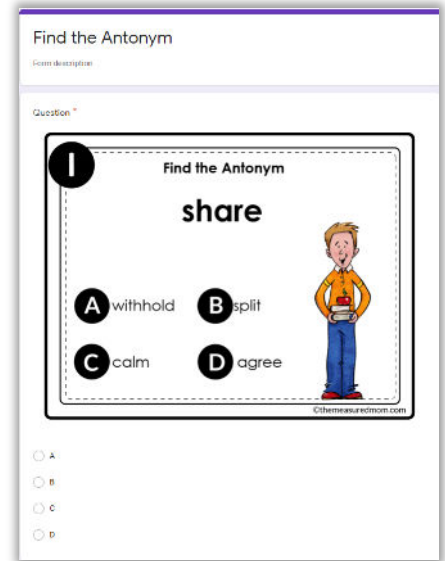 Find the Antonym
Form description
Question *
1
Find the Antonym
share
A withhold B split
C calm D agree
©themeasuredmom.com
A
B
C
D